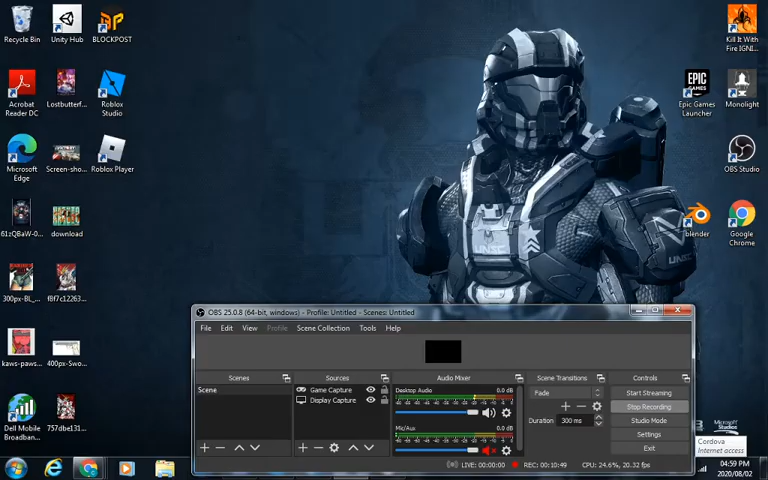 Recycle Bin
Unity Hub
BLOCKPOST
Acrobat Reader DC
Lostbutterf...
Roblox Studio
Microsoft Edge
Screen-sho...
Roblox Player
61zQBaW-0...
download
300px-BL_...
f8f7c12263...
kaws-paws...
400px-Swo...
Dell Mobile Broadban...
757dbe131...
Kill It With Fire IGNI...
EPIC GAMES
Epic Games Launcher
Monolight
OBS Studio
blender
Google Chrome
UNSC
UNSC
OBS 25.0.8 (64-bit, windows) - Profile: Untitled - Scenes: Untitled
File Edit View Profile Scene Collection Tools Help
Scenes Sources Audio Mixer Scene Transitions Controls
Scene
Game Capture
Display Capture
Desktop Audio 0.0 dB
Mic/Aux 0.0 dB
Fade
Duration 300 ms
Start Streaming
Stop Recording
Studio Mode
Settings
Exit
LIVE: 00:00:00 REC: 00:10:49 CPU: 24.6%, 20.32 fps
Microsoft Studios
Cordova
Internet access
04:59 PM
2020/08/02